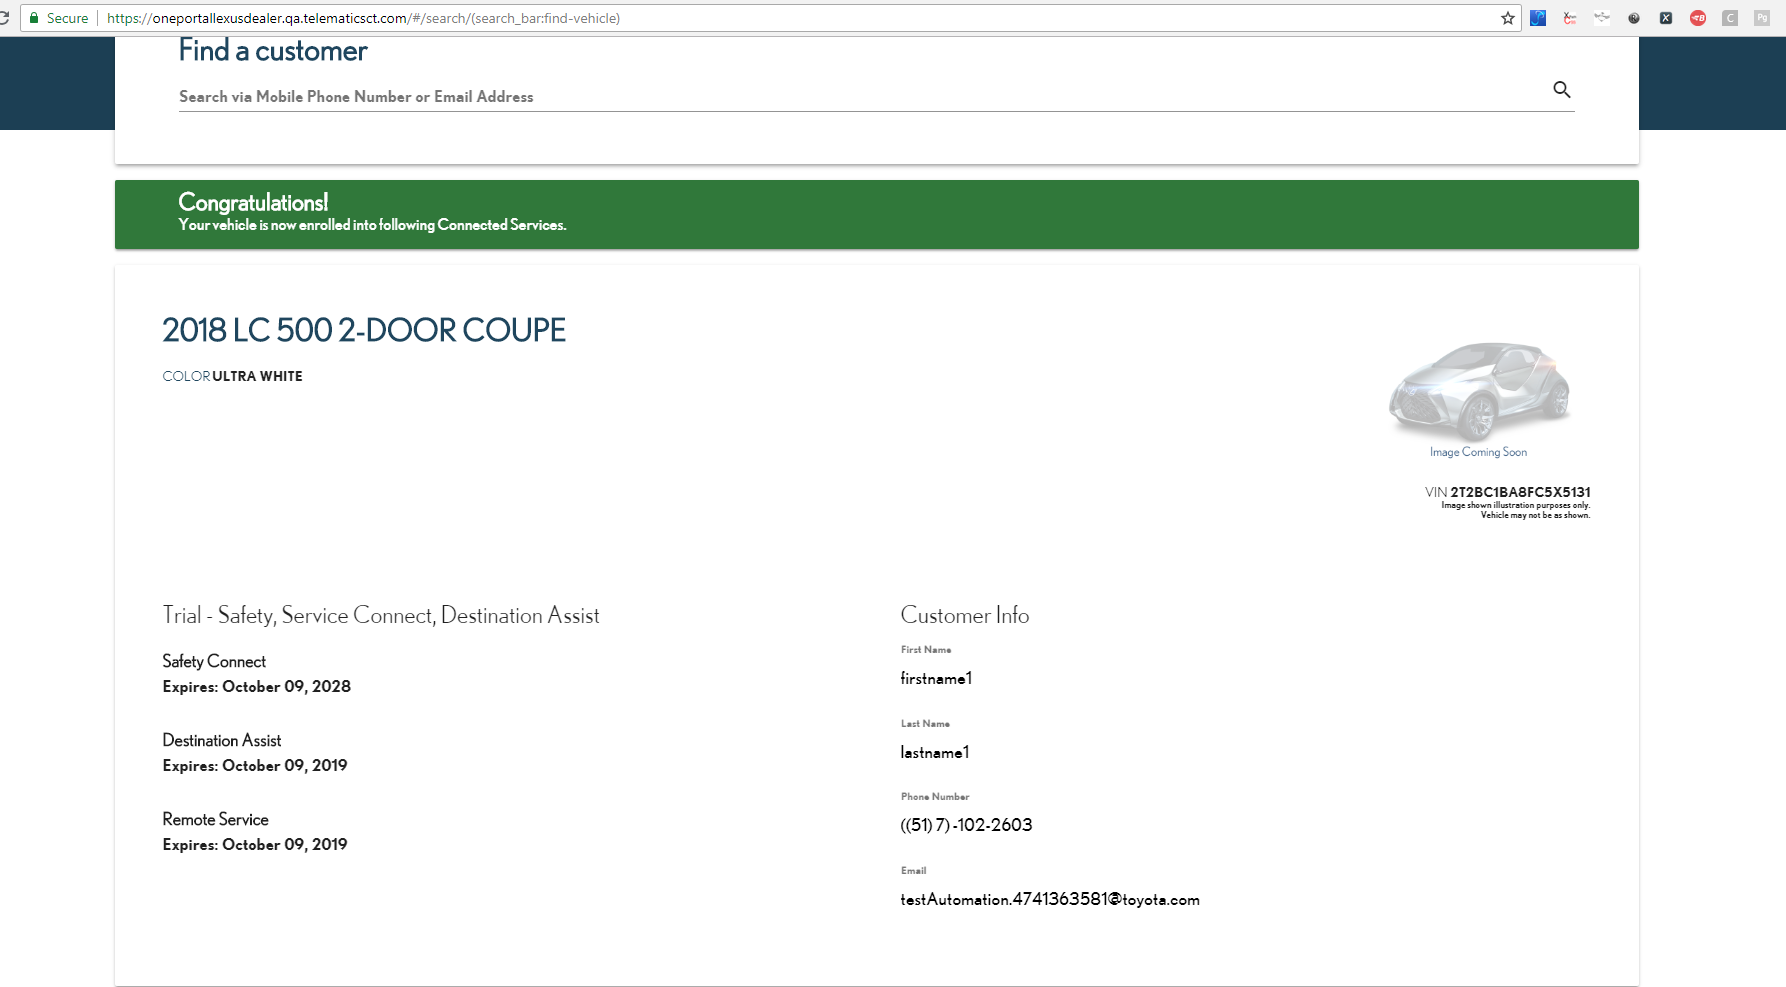 Secure https://oneportallexusdealer.qa.telematicsct.com/#/search/(search_bar:find-vehicle)
Find a customer
Search via Mobile Phone Number or Email Address
Congratulations!
Your vehicle is now enrolled into following Connected Services.
2018 LC 500 2-DOOR COUPE
COLOR ULTRA WHITE
Image Coming Soon
VIN 2T2BC1BA8FC5X5131
Image shown illustration purposes only.
Vehicle may not be as shown.
Trial - Safety, Service Connect, Destination Assist
Safety Connect
Expires: October 09, 2028
Destination Assist
Expires: October 09, 2019
Remote Service
Expires: October 09, 2019
Customer Info
First Name
firstname1
Last Name
lastname1
Phone Number
((51) 7) -102-2603
Email
testAutomation.4741363581@toyota.com